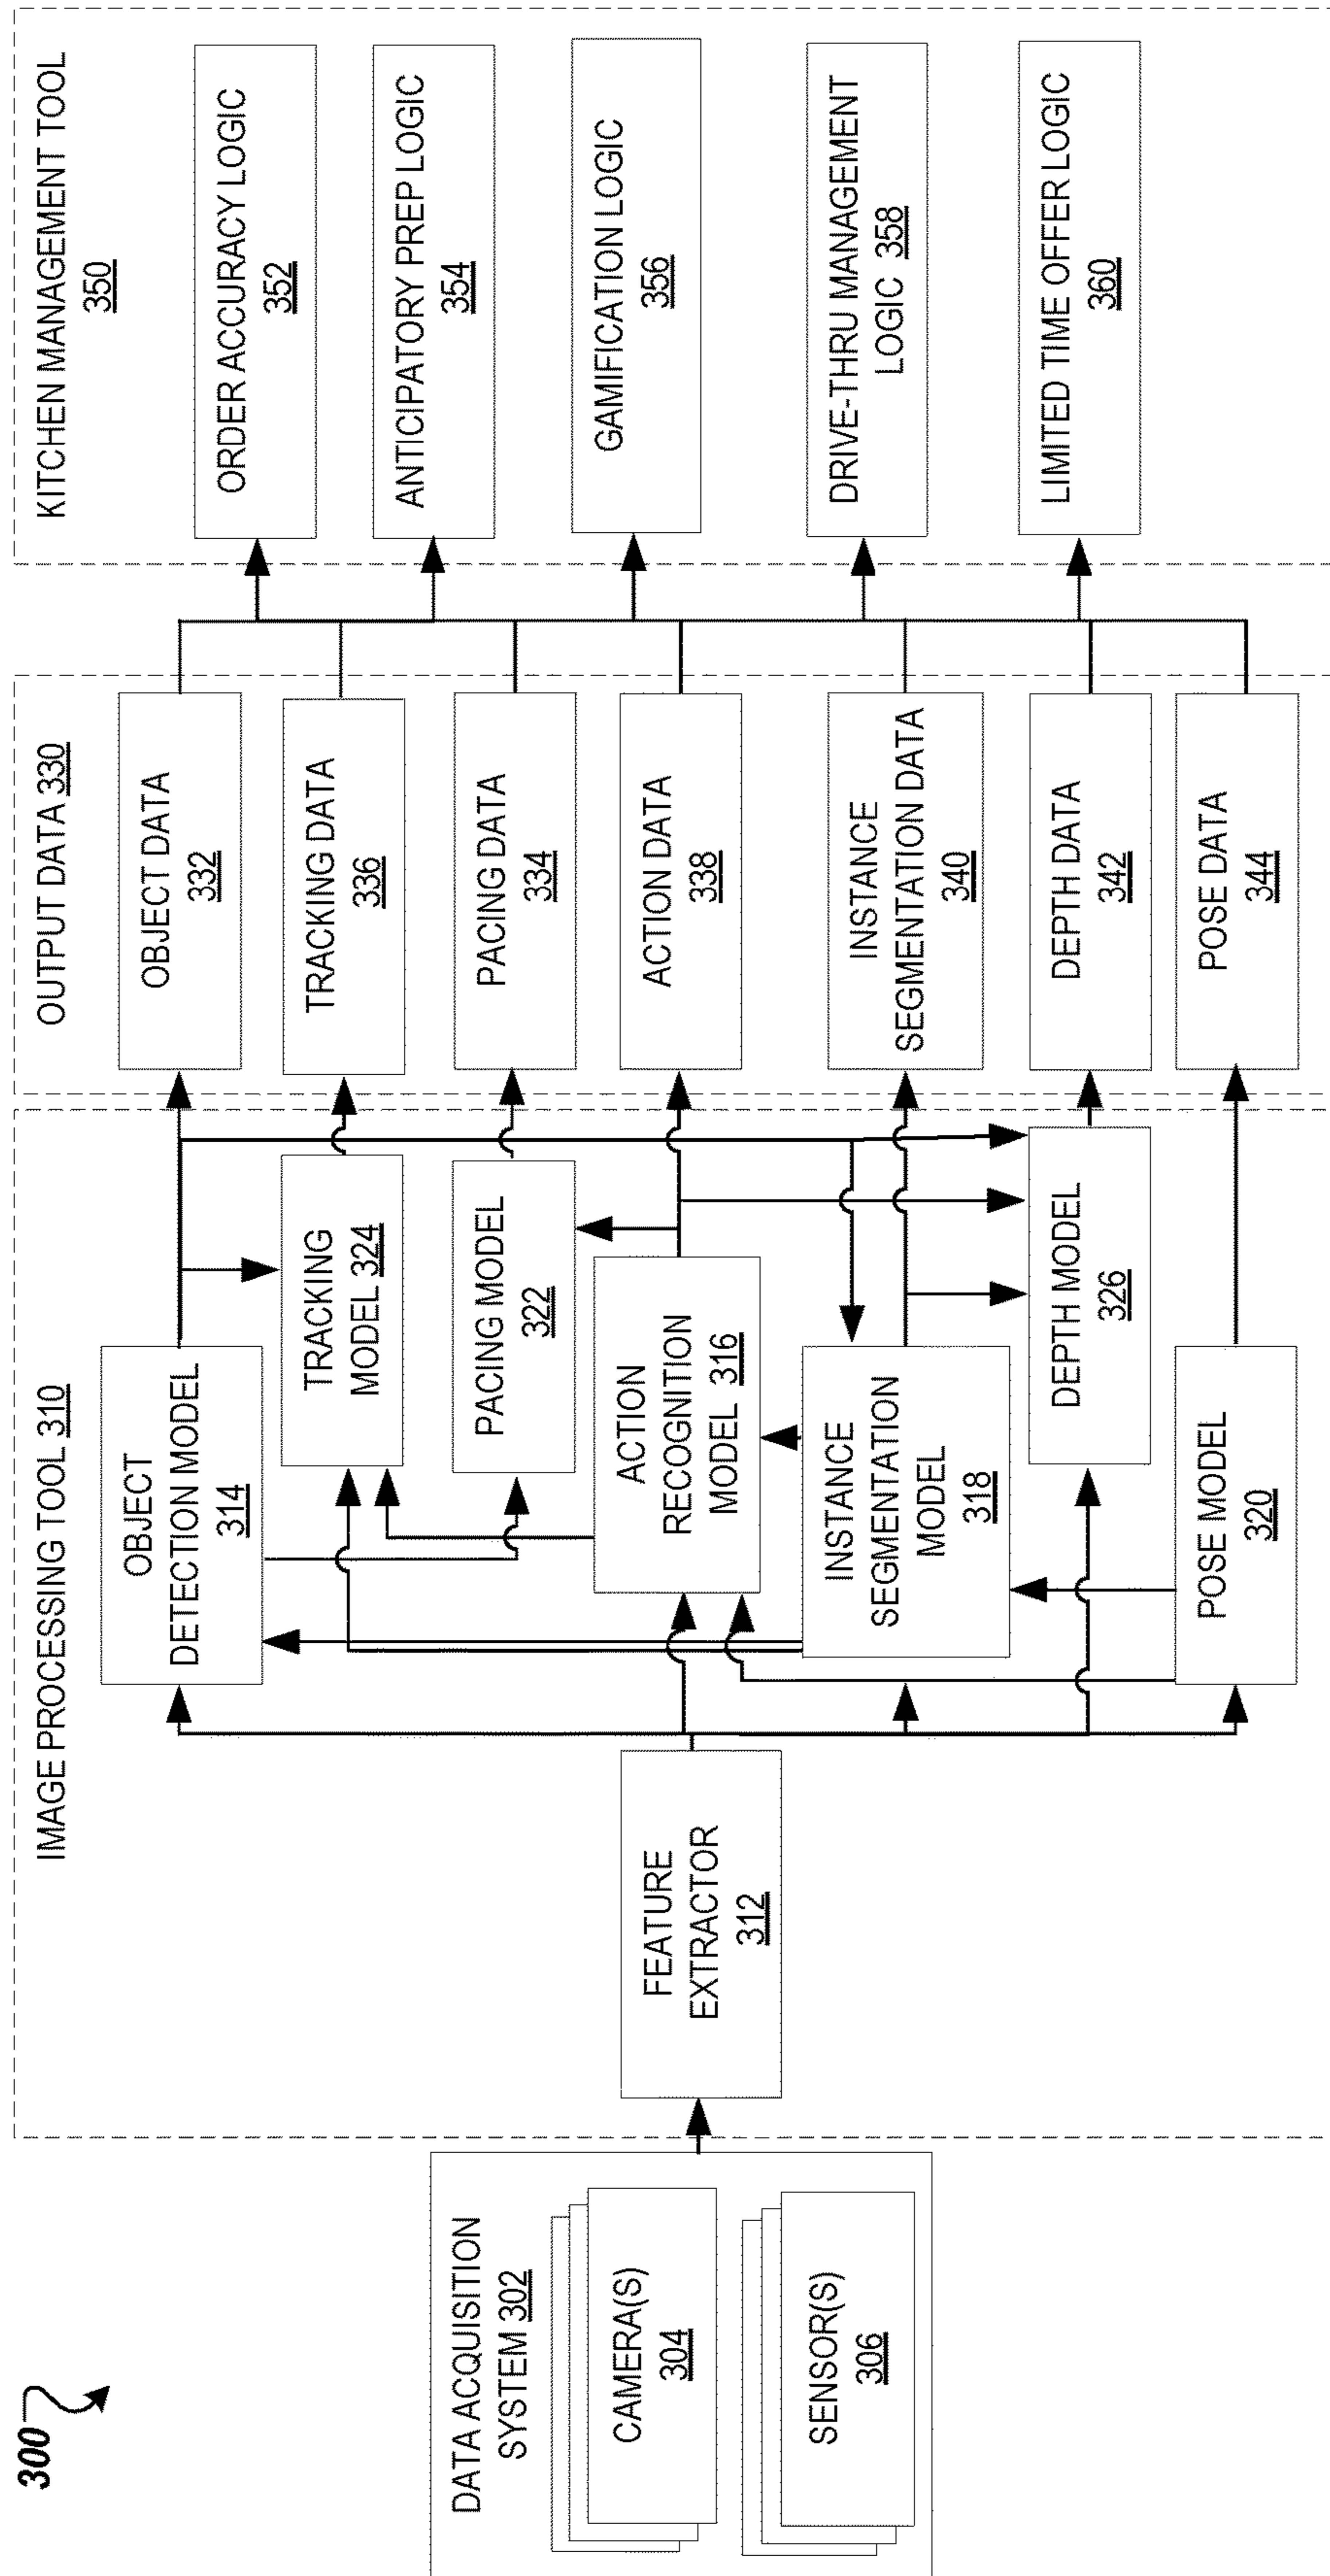 300
DATA ACQUISITION
SYSTEM 302
CAMERA(S)
304
SENSOR(S)
306
IMAGE PROCESSING TOOL 310
FEATURE
EXTRACTOR
312
OBJECT
DETECTION MODEL
314
TRACKING
MODEL 324
PACING MODEL
322
ACTION
RECOGNITION
MODEL 316
INSTANCE
SEGMENTATION
MODEL
318
DEPTH MODEL
326
POSE MODEL
320
OUTPUT DATA 330
OBJECT DATA
332
TRACKING DATA
336
PACING DATA
334
ACTION DATA
338
INSTANCE
SEGMENTATION DATA
340
DEPTH DATA
342
POSE DATA
344
KITCHEN MANAGEMENT TOOL
350
ORDER ACCURACY LOGIC
352
ANTICIPATORY PREP LOGIC
354
GAMIFICATION LOGIC
356
DRIVE-THRU MANAGEMENT
LOGIC 358
LIMITED TIME OFFER LOGIC
360